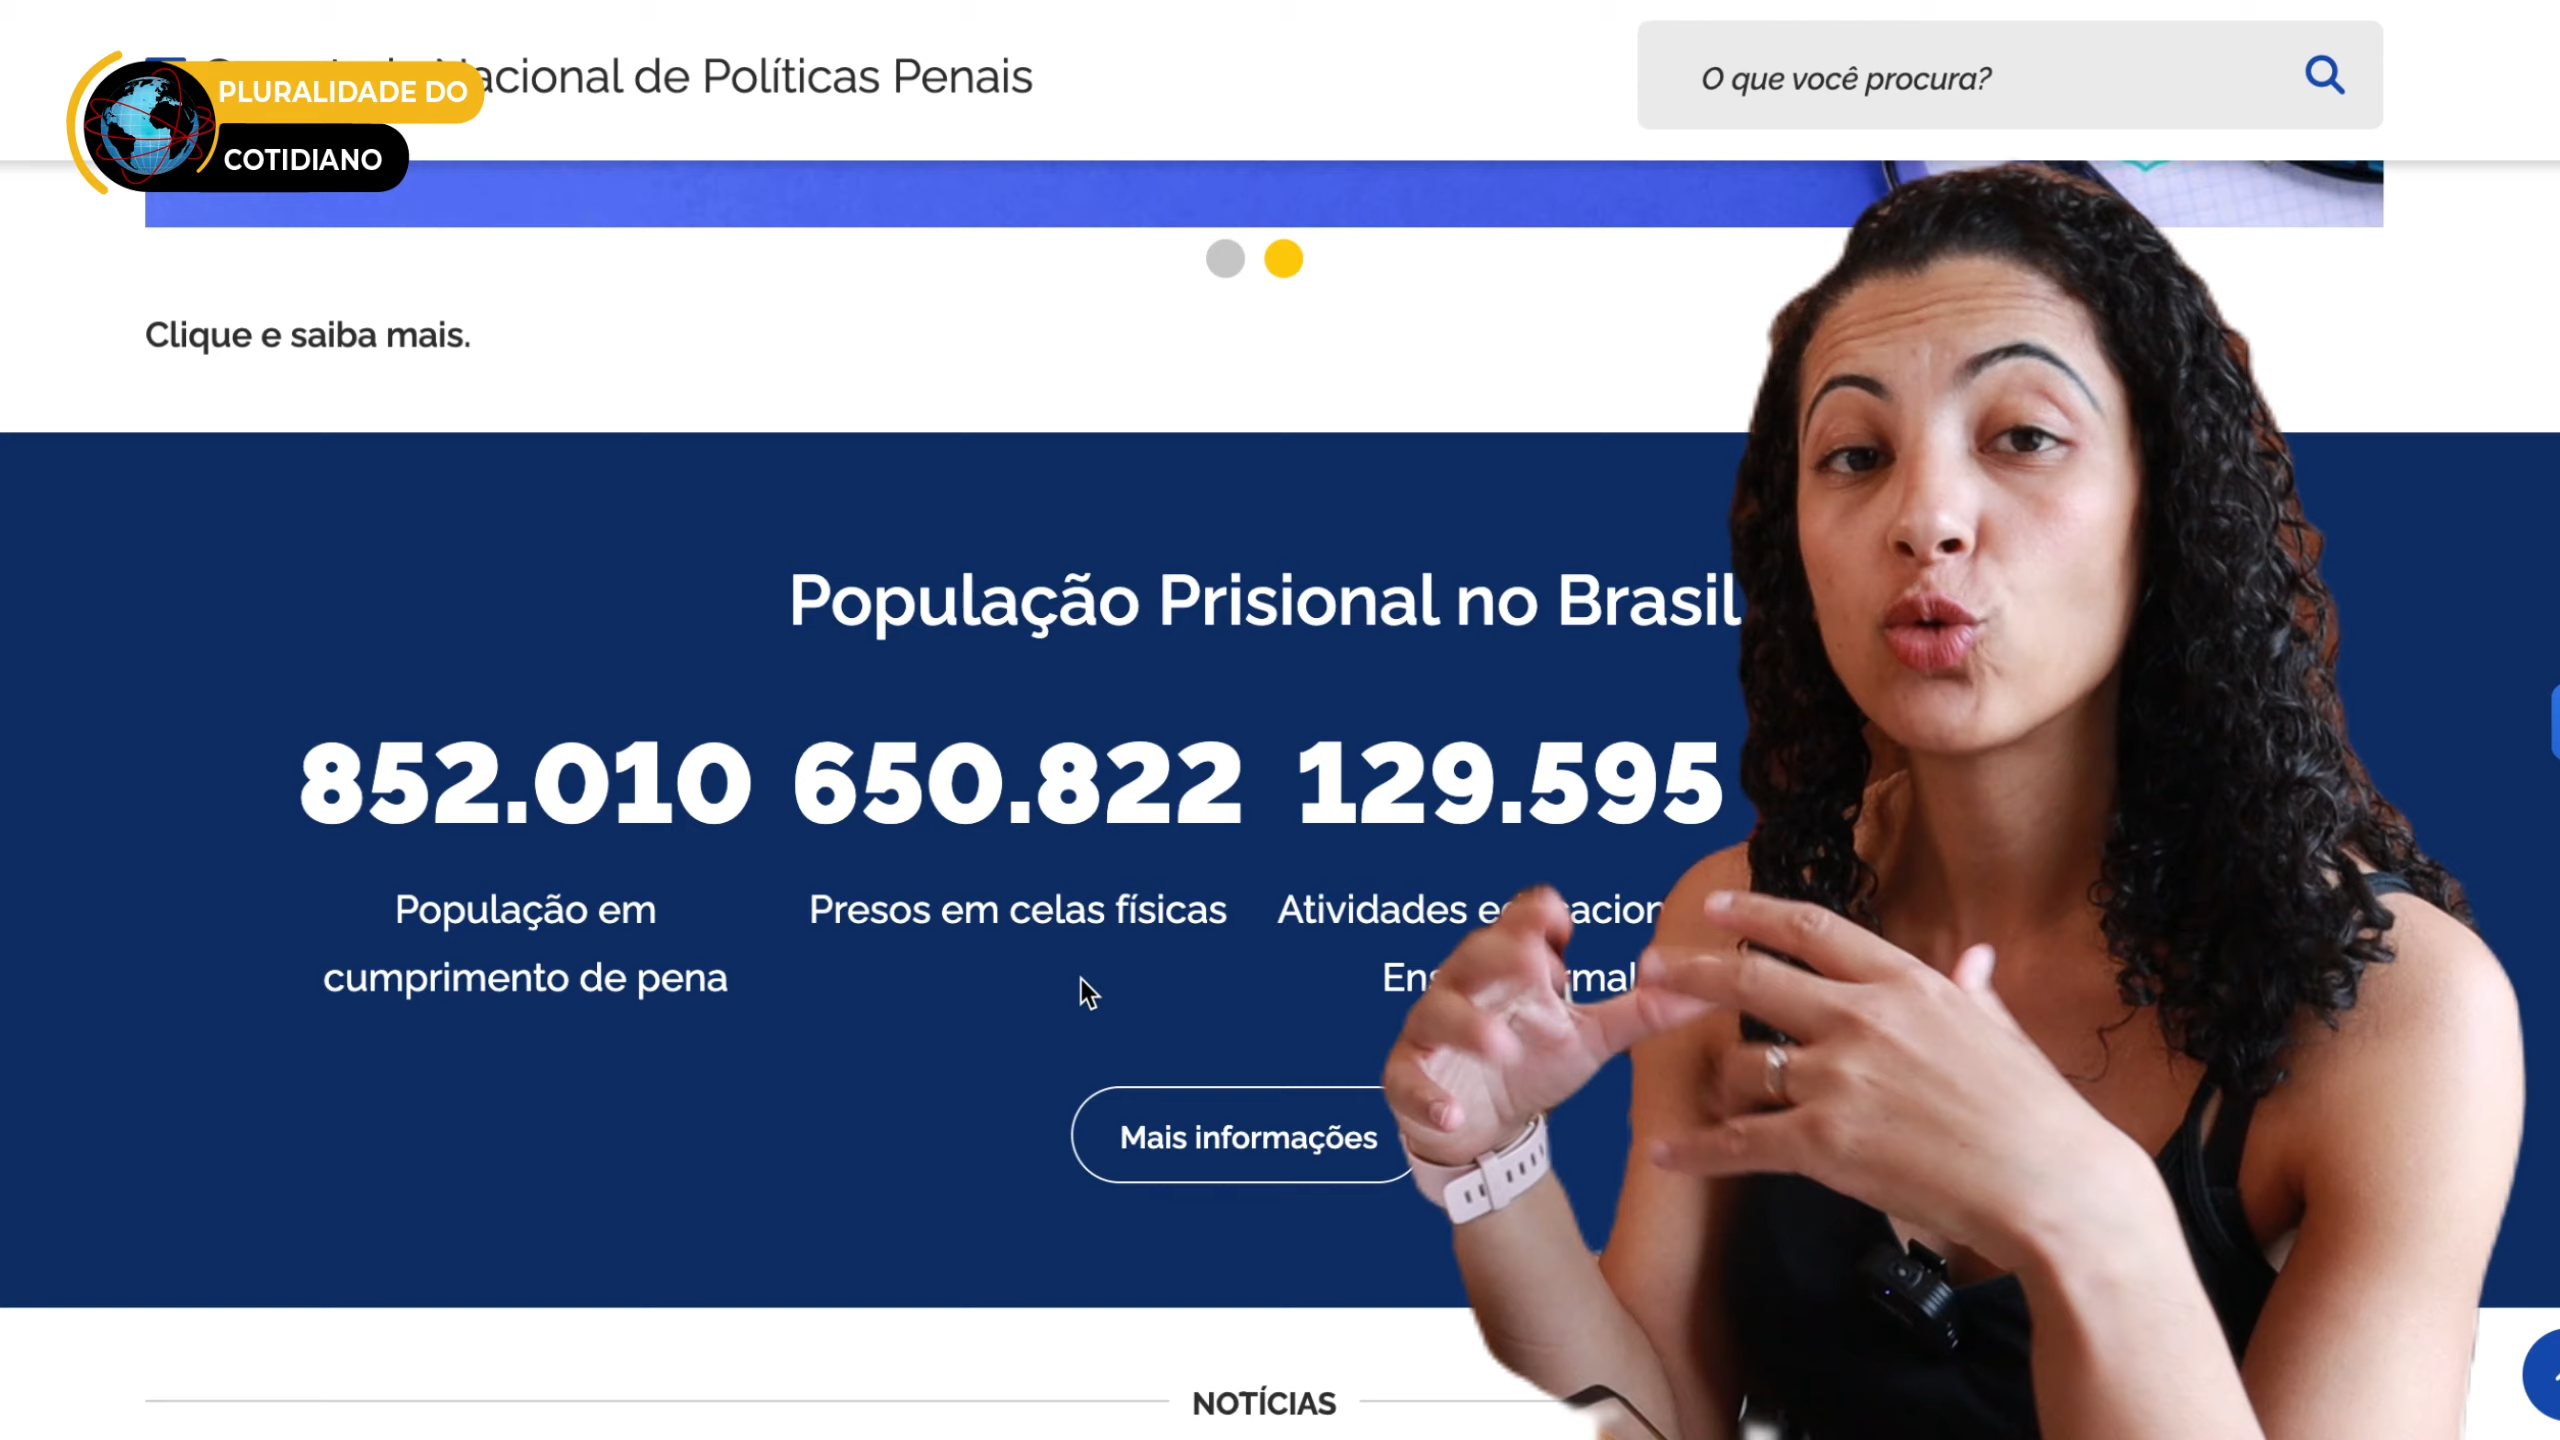 PLURALIDADE DO
COTIDIANO
acional de Políticas Penais
O que você procura?
Clique e saiba mais.
População Prisional no Brasil
852.010 650.822 129.595
População em
cumprimento de pena
Presos em celas físicas
Atividades
Mais informações
NOTÍCIAS